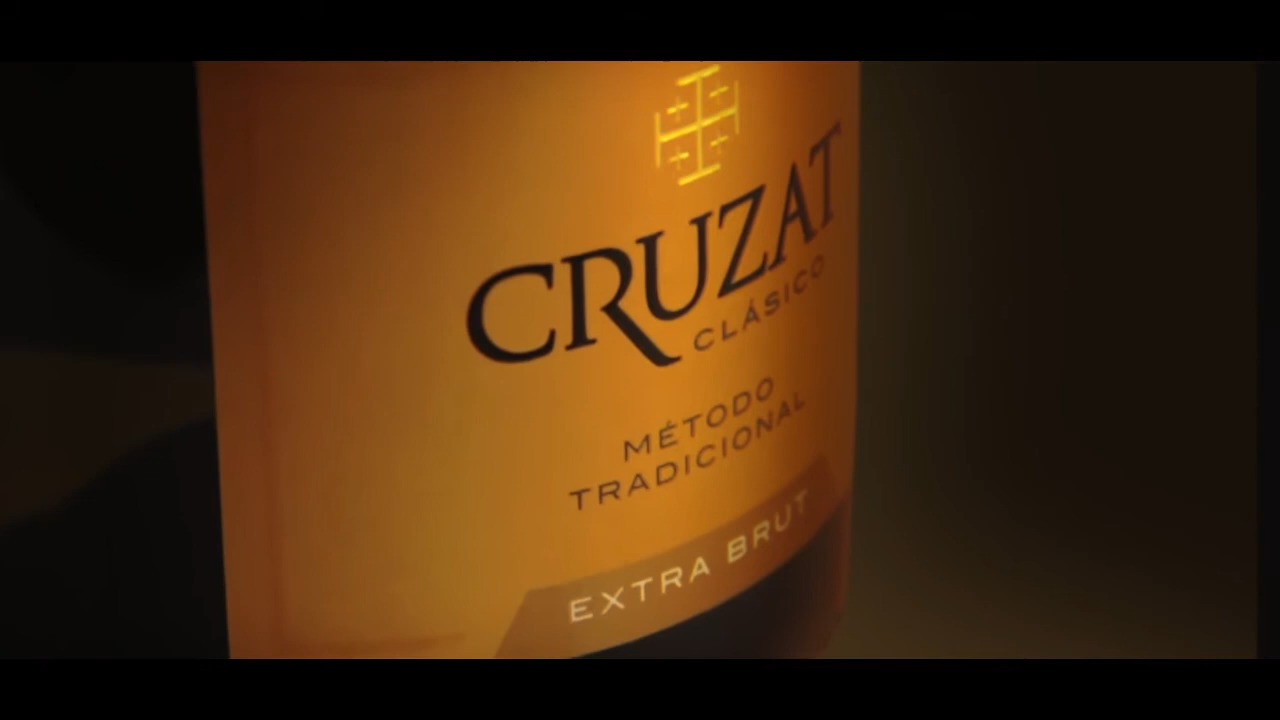 CRUZAT
CLÁSICO
MÉTODO
TRADICIONAL
EXTRA BRUT